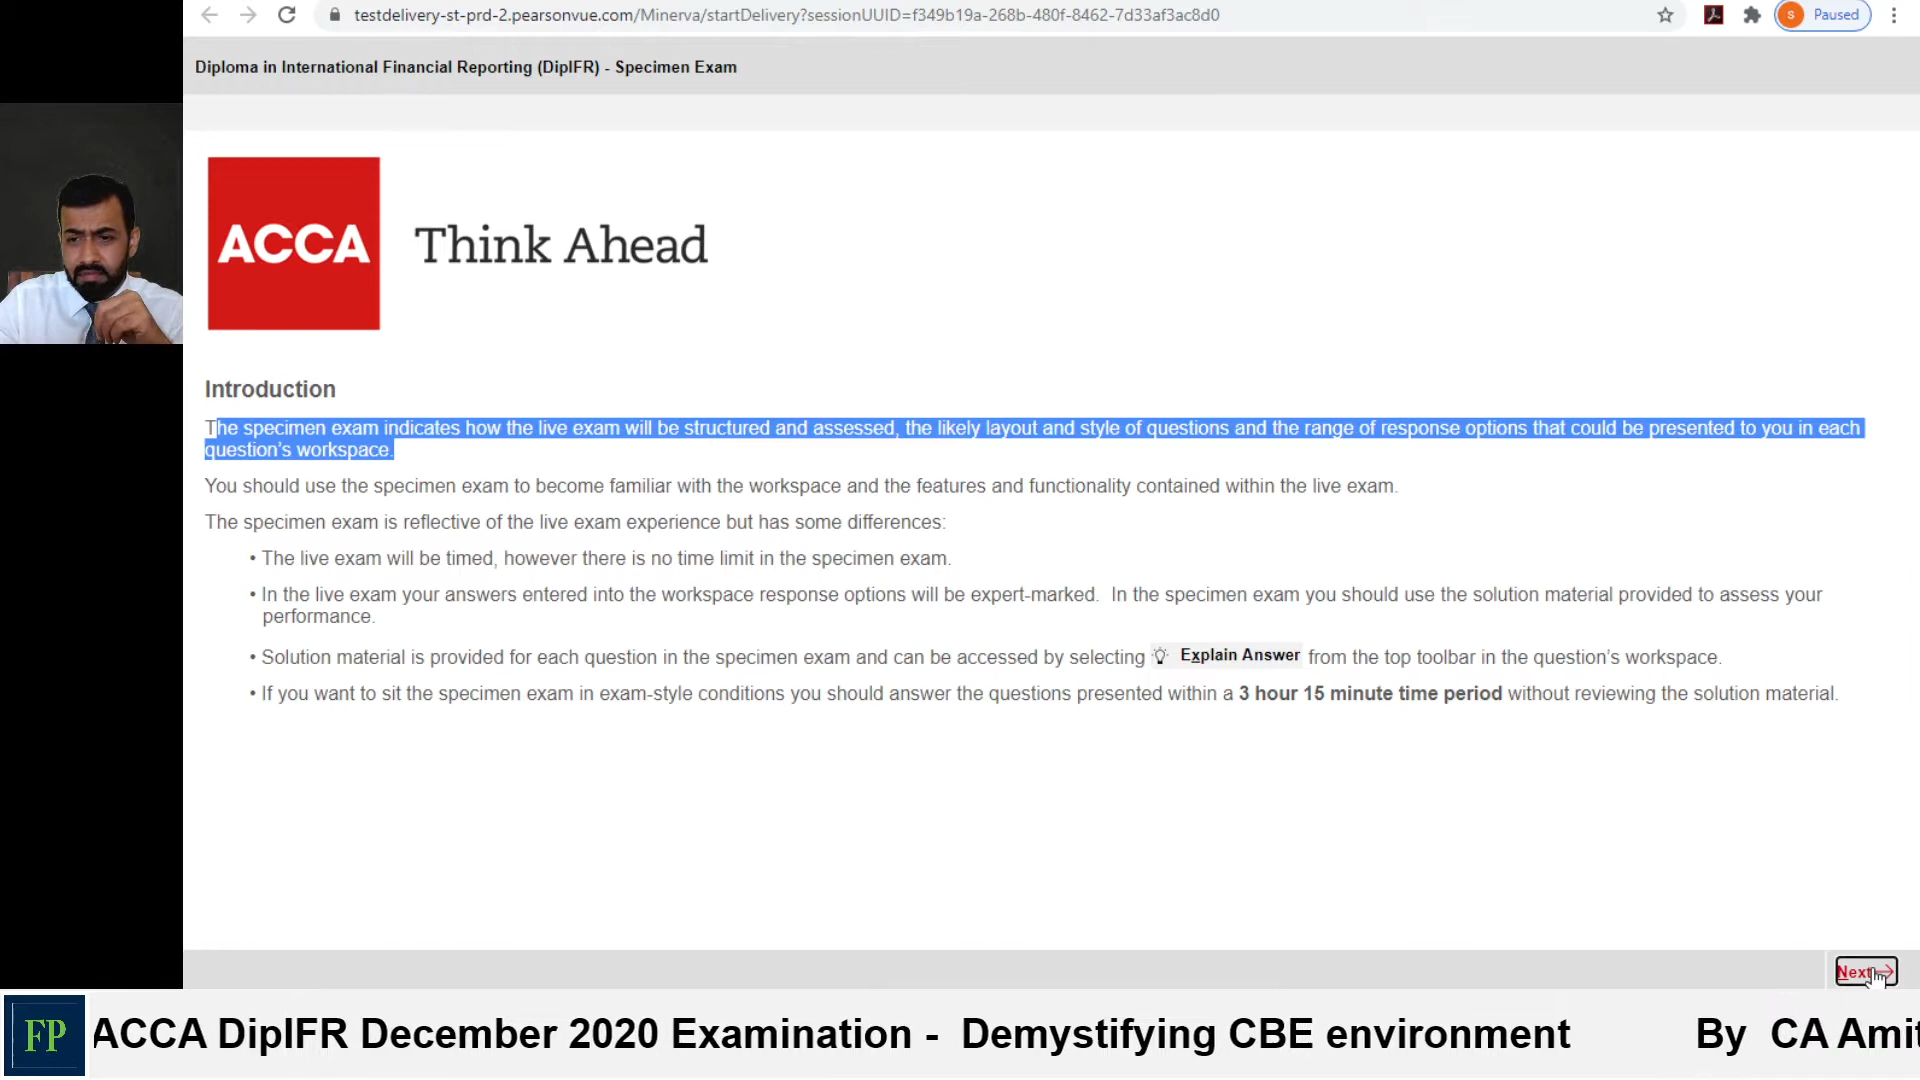 testdelivery-st-prd-2.pearsonvue.com/Minerva/startDelivery?sessionUUID=f349b19a-268b-480f-8462-7d33af3ac8d0
s
Paused
Diploma in International Financial Reporting (DipIFR) - Specimen Exam
ACCA
Think Ahead
Introduction
The specimen exam indicates how the live exam will be structured and assessed, the likely layout and style of questions and the range of response options that could be presented to you in each
question's workspace.
You should use the specimen exam to become familiar with the workspace and the features and functionality contained within the live exam.
The specimen exam is reflective of the live exam experience but has some differences:
• The live exam will be timed, however there is no time limit in the specimen exam.
• In the live exam your answers entered into the workspace response options will be expert-marked. In the specimen exam you should use the solution material provided to assess your
performance.
• Solution material is provided for each question in the specimen exam and can be accessed by selecting Explain Answer from the top toolbar in the question's workspace.
• If you want to sit the specimen exam in exam-style conditions you should answer the questions presented within a 3 hour 15 minute time period without reviewing the solution material.
Next
FP
ACCA DipIFR December 2020 Examination - Demystifying CBE environment By CA Amit